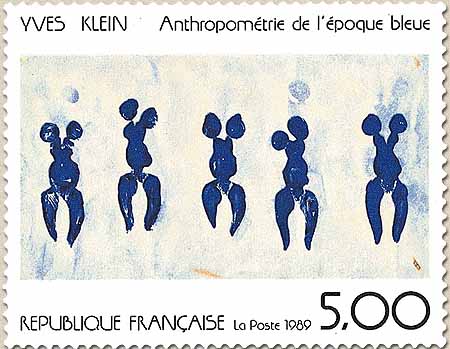 YVES KLEIN Anthropométrie de l'époque bleue
REPUBLIQUE FRANÇAISE La Poste 1989 5,00